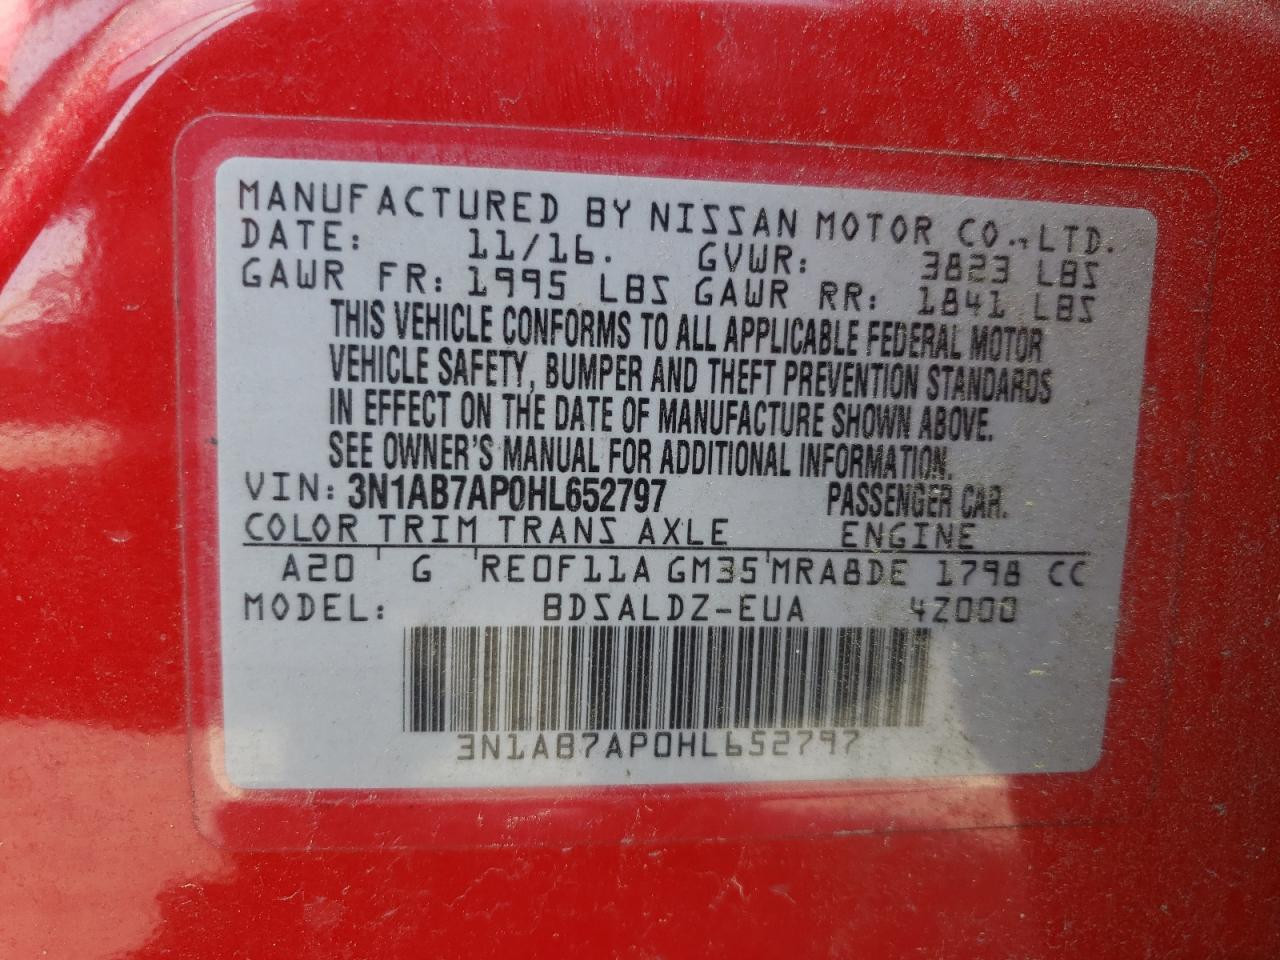 MANUFACTURED BY NISSAN MOTOR CO.,LTD.
DATE: 11/16. GVWR: 3823 LBS
GAWR FR: 1995 LBS GAWR RR: 1841 LBS
THIS VEHICLE CONFORMS TO ALL APPLICABLE FEDERAL MOTOR
VEHICLE SAFETY, BUMPER AND THEFT PREVENTION STANDARDS
IN EFFECT ON THE DATE OF MANUFACTURE SHOWN ABOVE.
SEE OWNER'S MANUAL FOR ADDITIONAL INFORMATION.
VIN: 3N1AB7AP0HL652797 PASSENGER CAR.
COLOR TRIM TRANS AXLE ENGINE
A20 G RE0F11A GM35 MRA8DE 1798 CC
MODEL: BDSALDZ-EUA 4Z000
3N1AB7AP0HL652797